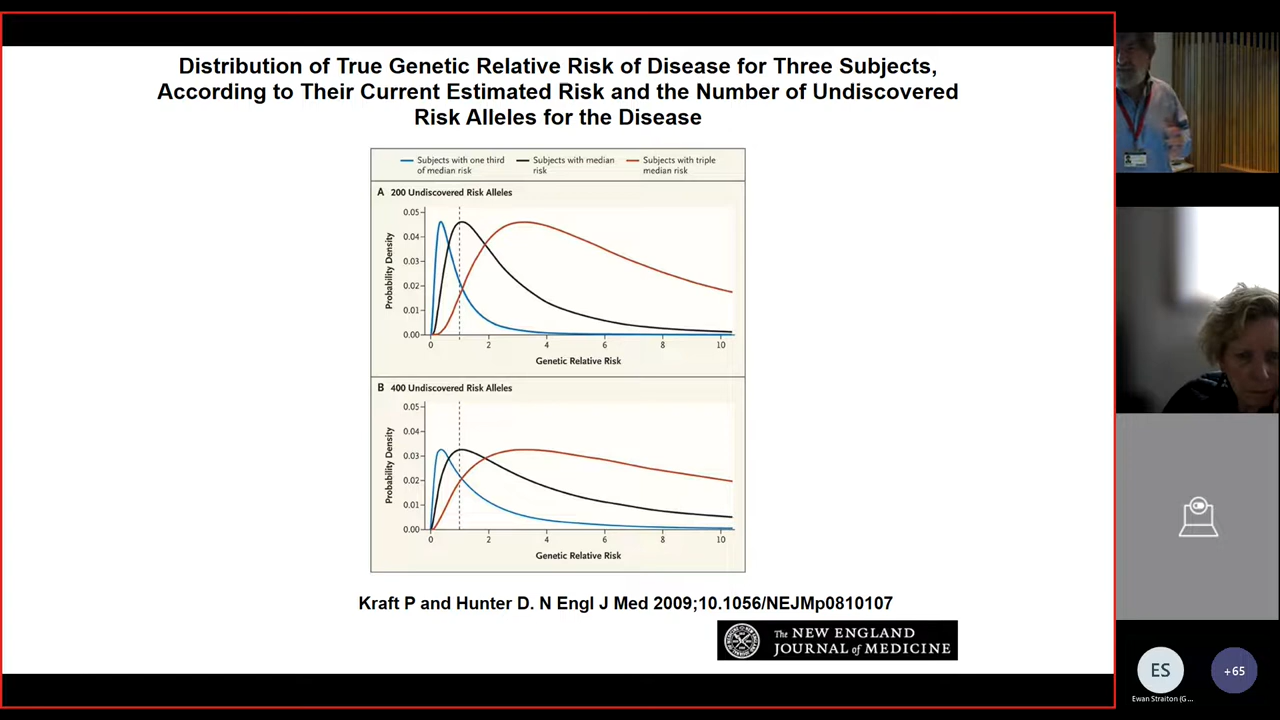 Distribution of True Genetic Relative Risk of Disease for Three Subjects,
According to Their Current Estimated Risk and the Number of Undiscovered
Risk Alleles for the Disease
Subjects with one third
of median risk
Subjects with median
risk
Subjects with triple
median risk
A 200 Undiscovered Risk Alleles
Probability Density
0.05
0.04
0.03
0.02
0.01
0.00
0 2 4 6 8 10
Genetic Relative Risk
B 400 Undiscovered Risk Alleles
Probability Density
0.05
0.04
0.03
0.02
0.01
0.00
0 2 4 6 8 10
Genetic Relative Risk
Kraft P and Hunter D. N Engl J Med 2009;10.1056/NEJMp0810107
The NEW ENGLAND
JOURNAL of MEDICINE
ES
+65
Ewan Straiton (G...